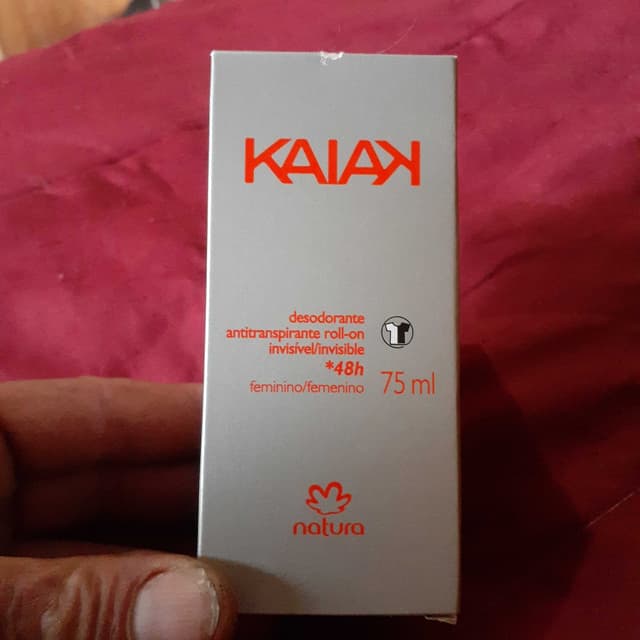 KAIAK
desodorante
antitranspirante roll-on
invisível/invisible
*48h
feminino/femenino
75 ml
natura